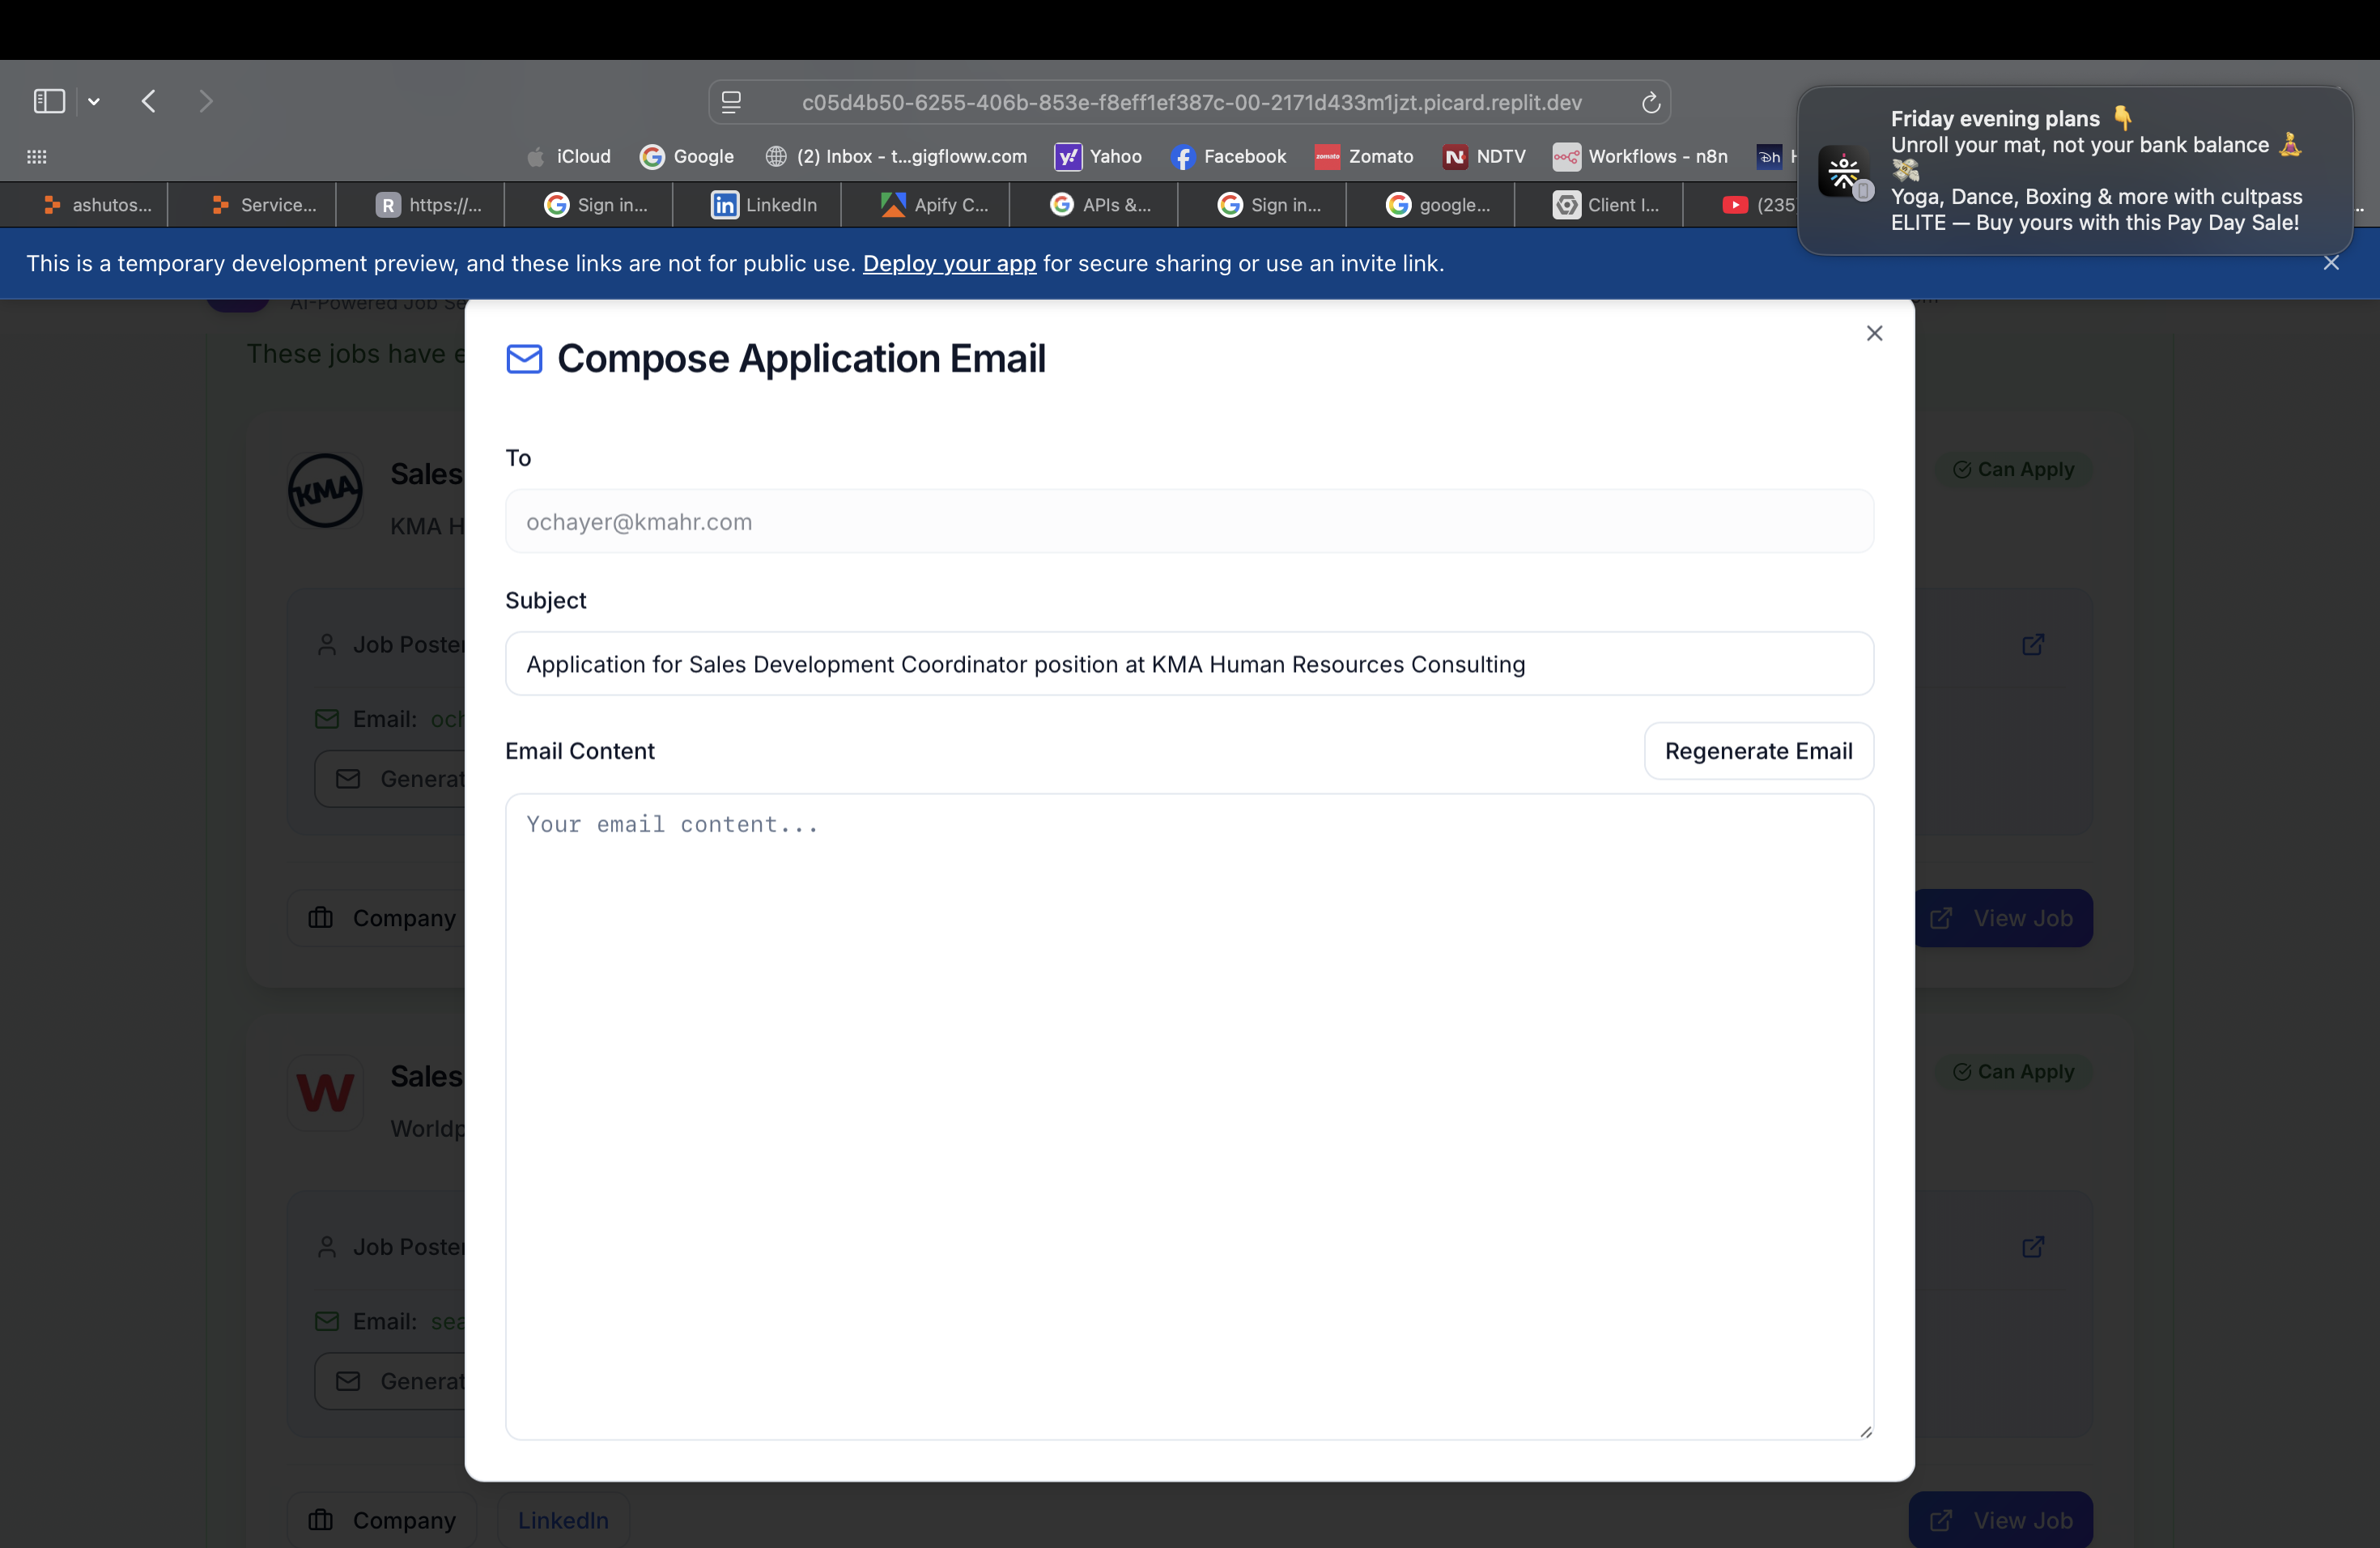 c05d4b50-6255-406b-853e-f8eff1ef387c-00-2171d433m1jzt.picard.replit.dev
iCloud Google (2) Inbox - t...gigfloww.com Yahoo Facebook zomato Zomato NDTV Workflows - n8n
ashutos... Service... R https://... Sign in... LinkedIn Apify C... APIs &... Sign in... google... Client I... (235
Friday evening plans 👇
Unroll your mat, not your bank balance 🧘
💸
Yoga, Dance, Boxing & more with cultpass
ELITE — Buy yours with this Pay Day Sale!
This is a temporary development preview, and these links are not for public use. Deploy your app for secure sharing or use an invite link.
AI-Powered Job Se
These jobs have e
Compose Application Email
To
ochayer@kmahr.com
Subject
Application for Sales Development Coordinator position at KMA Human Resources Consulting
Email Content
Regenerate Email
Your email content...
KMA
Sales
KMA H
Can Apply
Job Poster
Email: och
Generat
Company
View Job
W
Sales
Worldp
Can Apply
Job Poster
Email: sea
Generat
Company
LinkedIn
View Job